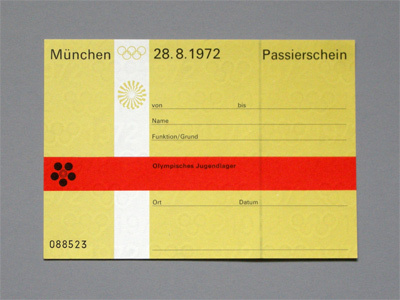 München 28.8.1972 Passierschein
von bis
Name
Funktion/Grund
Olympisches Jugendlager
Ort Datum
088523